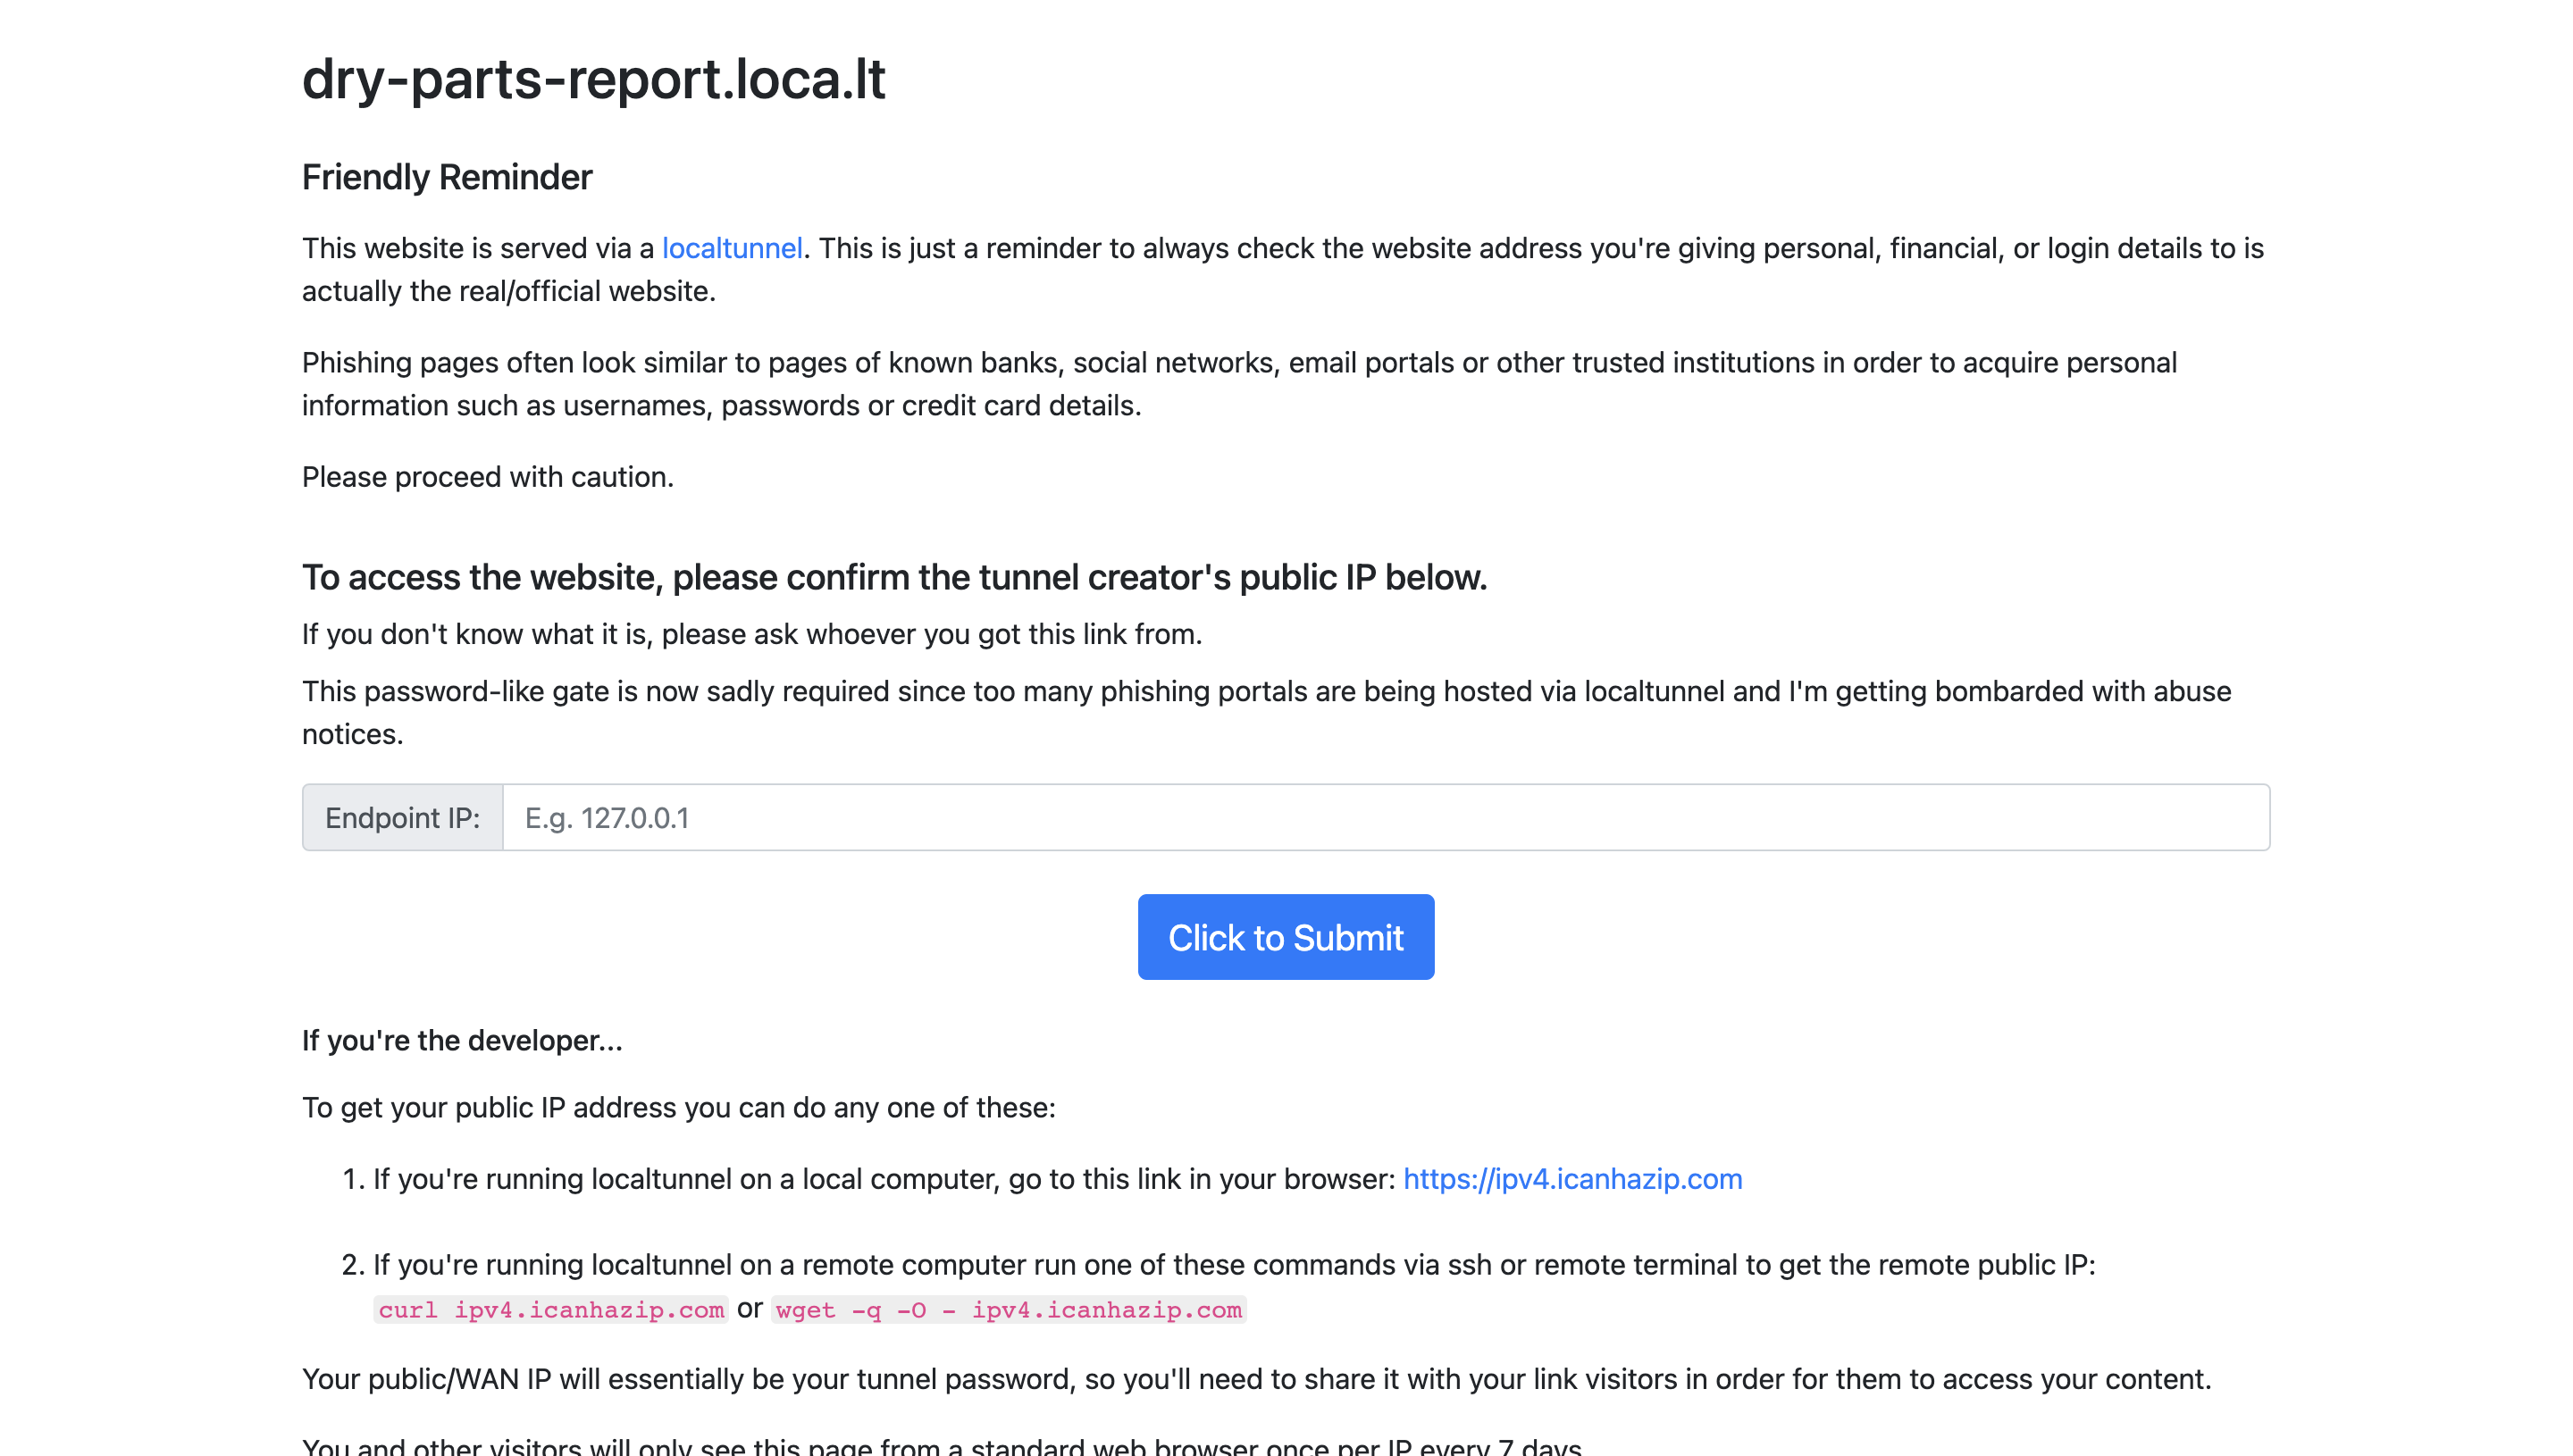 dry-parts-report.loca.lt
Friendly Reminder
This website is served via a localtunnel. This is just a reminder to always check the website address you're giving personal, financial, or login details to is
actually the real/official website.
Phishing pages often look similar to pages of known banks, social networks, email portals or other trusted institutions in order to acquire personal
information such as usernames, passwords or credit card details.
Please proceed with caution.
To access the website, please confirm the tunnel creator's public IP below.
If you don't know what it is, please ask whoever you got this link from.
This password-like gate is now sadly required since too many phishing portals are being hosted via localtunnel and I'm getting bombarded with abuse
notices.
Endpoint IP: E.g. 127.0.0.1
Click to Submit
If you're the developer...
To get your public IP address you can do any one of these:
1. If you're running localtunnel on a local computer, go to this link in your browser: https://ipv4.icanhazip.com
2. If you're running localtunnel on a remote computer run one of these commands via ssh or remote terminal to get the remote public IP:
curl ipv4.icanhazip.com or wget -q -O - ipv4.icanhazip.com
Your public/WAN IP will essentially be your tunnel password, so you'll need to share it with your link visitors in order for them to access your content.
You and other visitors will only see this page from a standard web browser once per IP every 7 days.